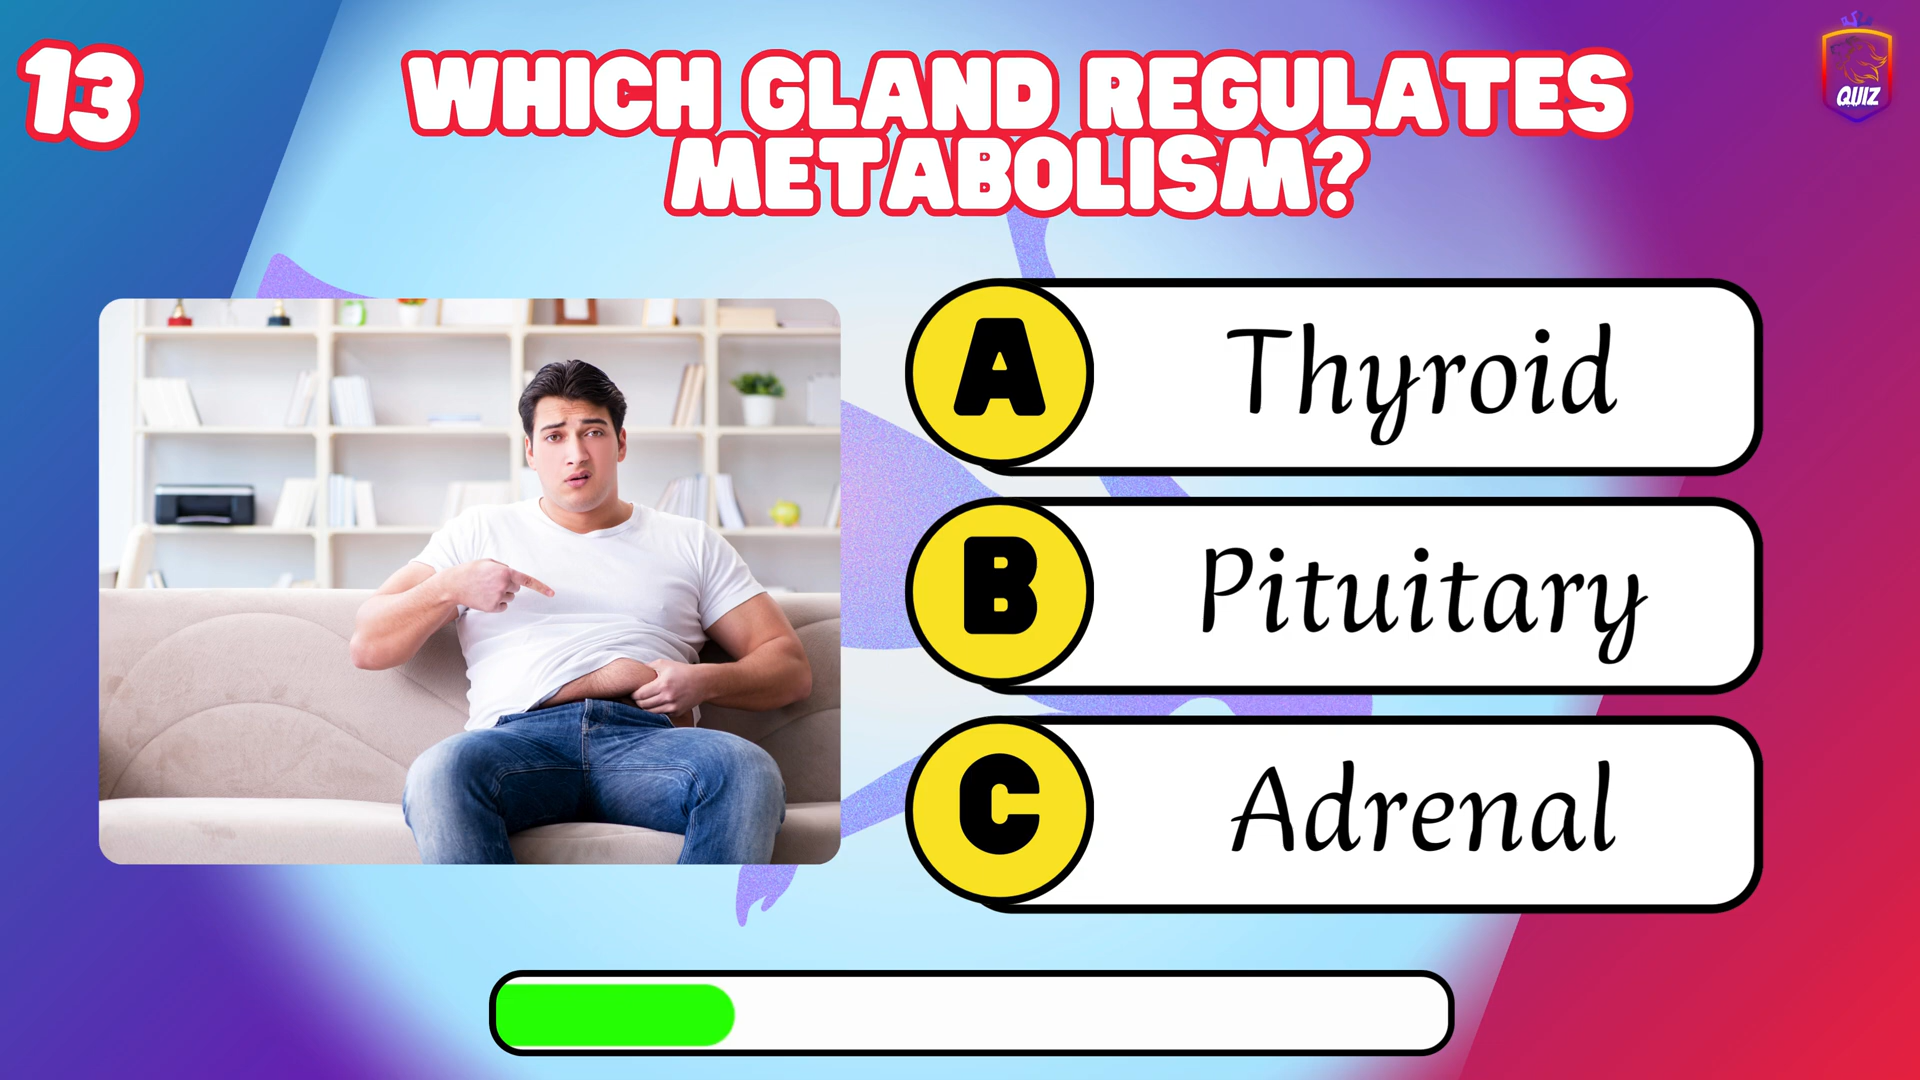 13
WHICH GLAND REGULATES
METABOLISM?
QUIZ
A Thyroid
B Pituitary
C Adrenal